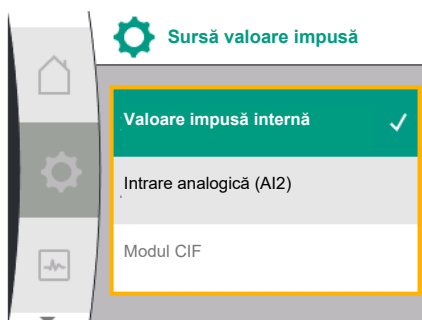 Sursă valoare impusă
Valoare impusă internă
Intrare analogică (AI2)
Modul CIF